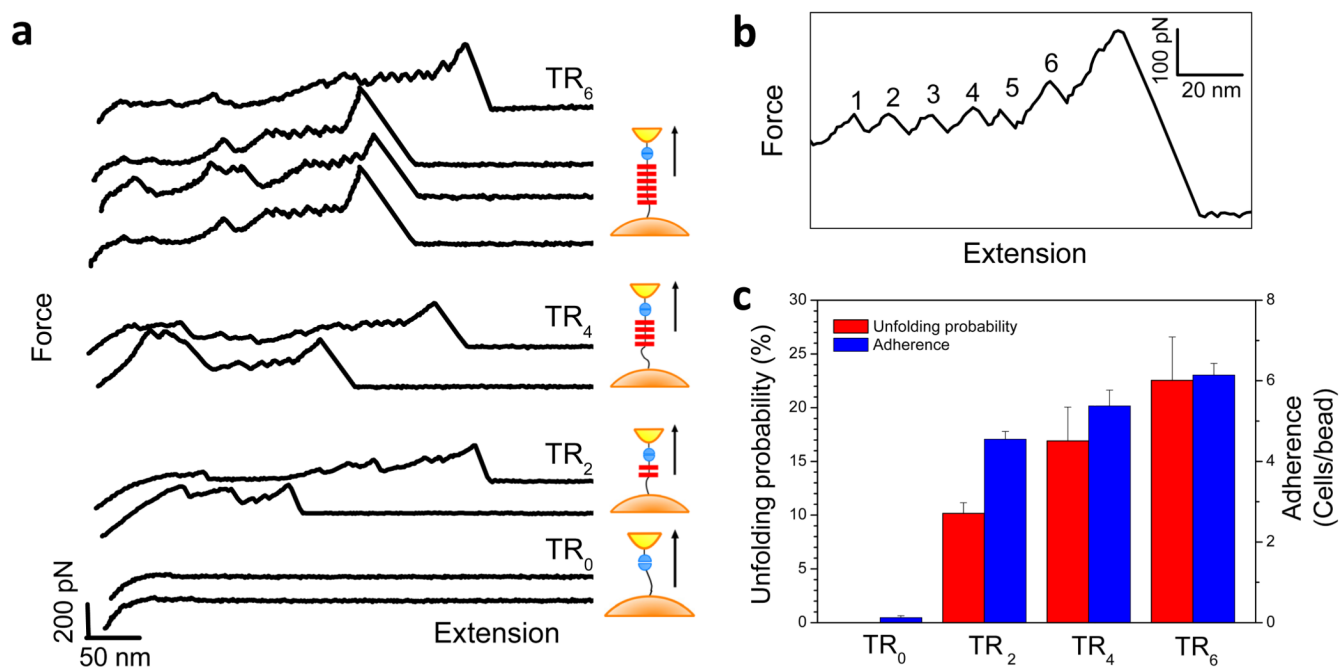 a
TR6
TR4
TR2
TR0
Force
200 pN
50 nm
Extension
b
Force
1 2 3 4 5 6
100 pN
20 nm
Extension
c
Unfolding probability (%)
30
25
20
15
10
5
0
Unfolding probability
Adherence
8
6
4
2
0
Adherence
(Cells/bead)
TR0 TR2 TR4 TR6